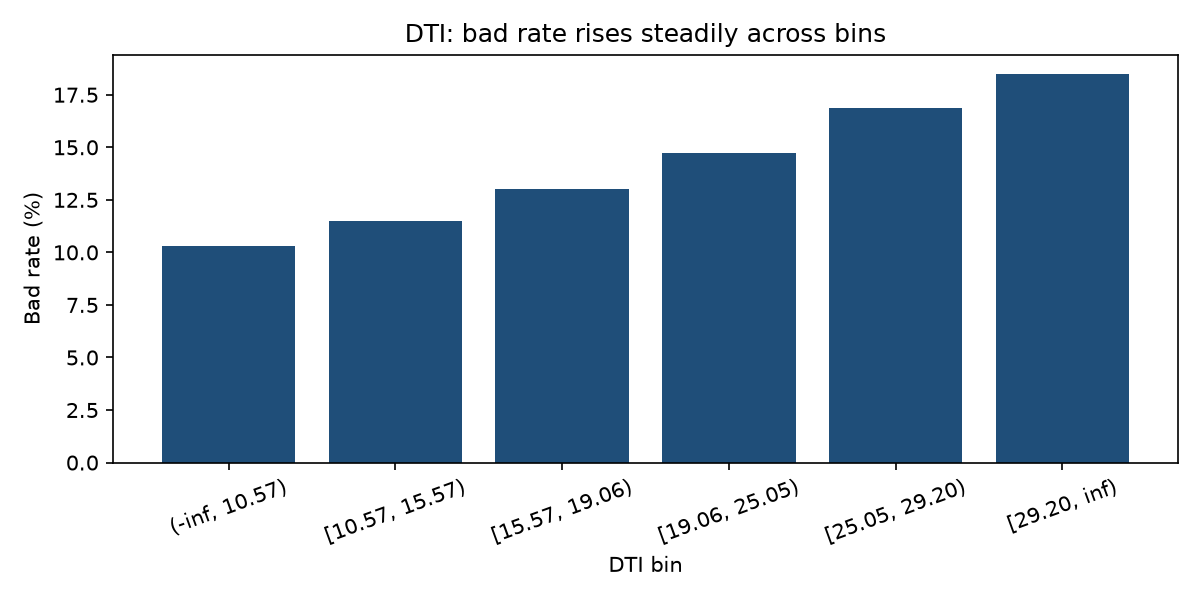 DTI: bad rate rises steadily across bins
Bad rate (%)
17.5
15.0
12.5
10.0
7.5
5.0
2.5
0.0
(-inf, 10.57)
[10.57, 15.57)
[15.57, 19.06)
[19.06, 25.05)
[25.05, 29.20)
[29.20, inf)
DTI bin